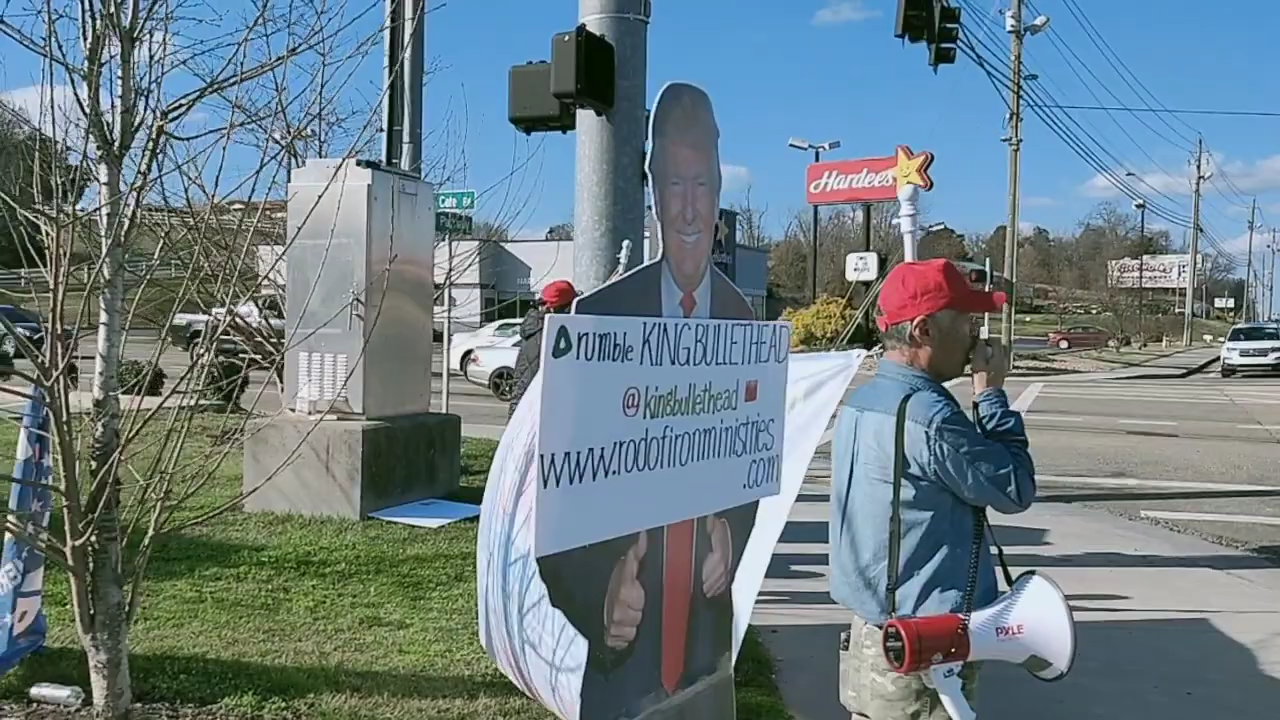 Hardees
rumble KINGBULLETHEAD
@kingbullethead
www.rodofironministries
.com
PYLE